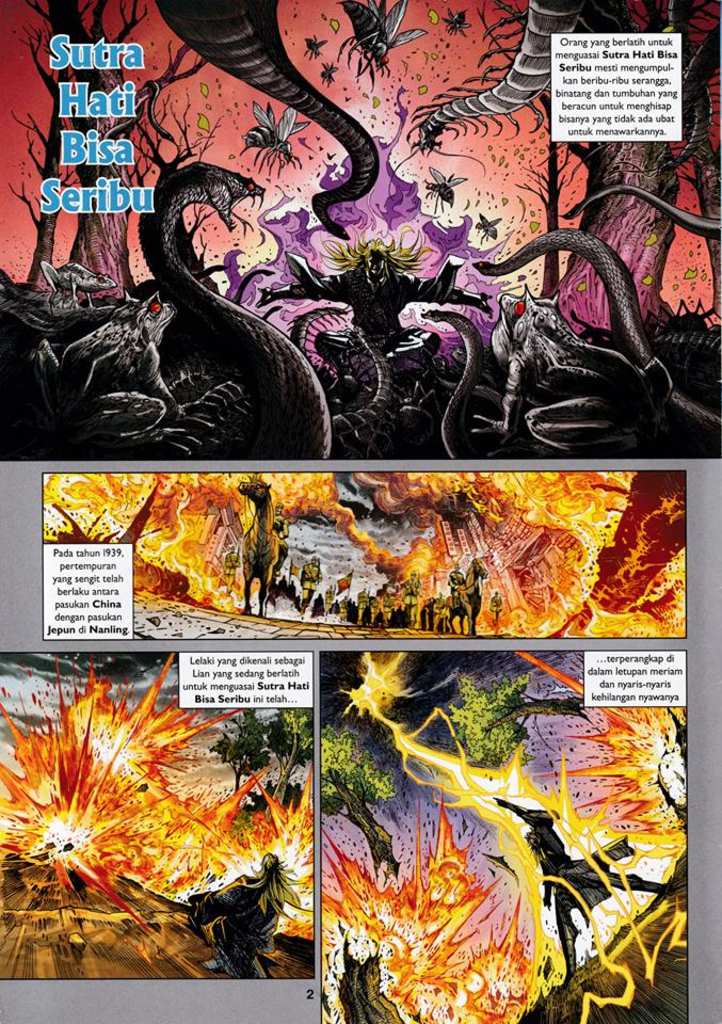 Sutra
Hati
Bisa
Seribu
Orang yang berlatih untuk
menguasai Sutra Hati Bisa
Seribu mesti mengumpul-
kan beribu-ribu serangga,
binatang dan tumbuhan yang
beracun untuk menghisap
bisanya yang tidak ada ubat
untuk menawarkannya.
Pada tahun 1939,
pertempuran
yang sengit telah
berlaku antara
pasukan China
dengan pasukan
Jepun di Nanling.
Lelaki yang dikenali sebagai
Lian yang sedang berlatih
untuk menguasai Sutra Hati
Bisa Seribu ini telah...
...terperangkap di
dalam letupan meriam
dan nyaris-nyaris
kehilangan nyawanya
2